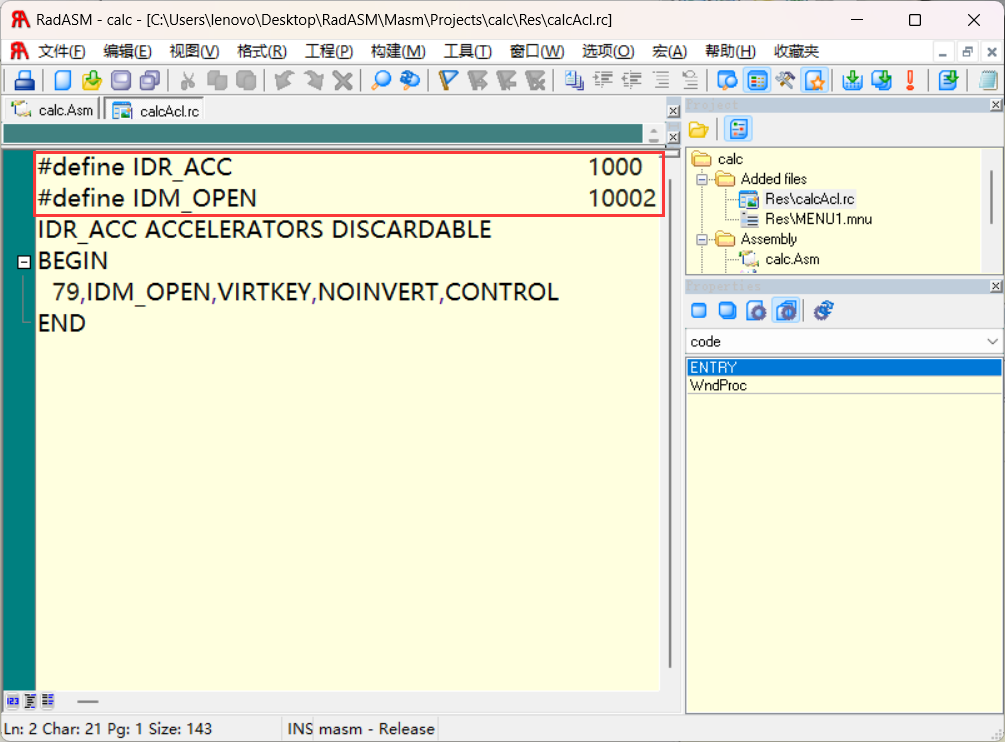 RadASM - calc - [C:\Users\lenovo\Desktop\RadASM\Masm\Projects\calc\Res\calcAcl.rc]
文件(F) 编辑(E) 视图(V) 格式(R) 工程(P) 构建(M) 工具(T) 窗口(W) 选项(O) 宏(A) 帮助(H) 收藏夹
calc.Asm calcAcl.rc
#define IDR_ACC 1000
#define IDM_OPEN 10002
IDR_ACC ACCELERATORS DISCARDABLE
BEGIN
79,IDM_OPEN,VIRTKEY,NOINVERT,CONTROL
END
Project
calc
Added files
Res\calcAcl.rc
Res\MENU1.mnu
Assembly
calc.Asm
Properties
code
ENTRY
WndProc
Ln: 2 Char: 21 Pg: 1 Size: 143 INS masm - Release